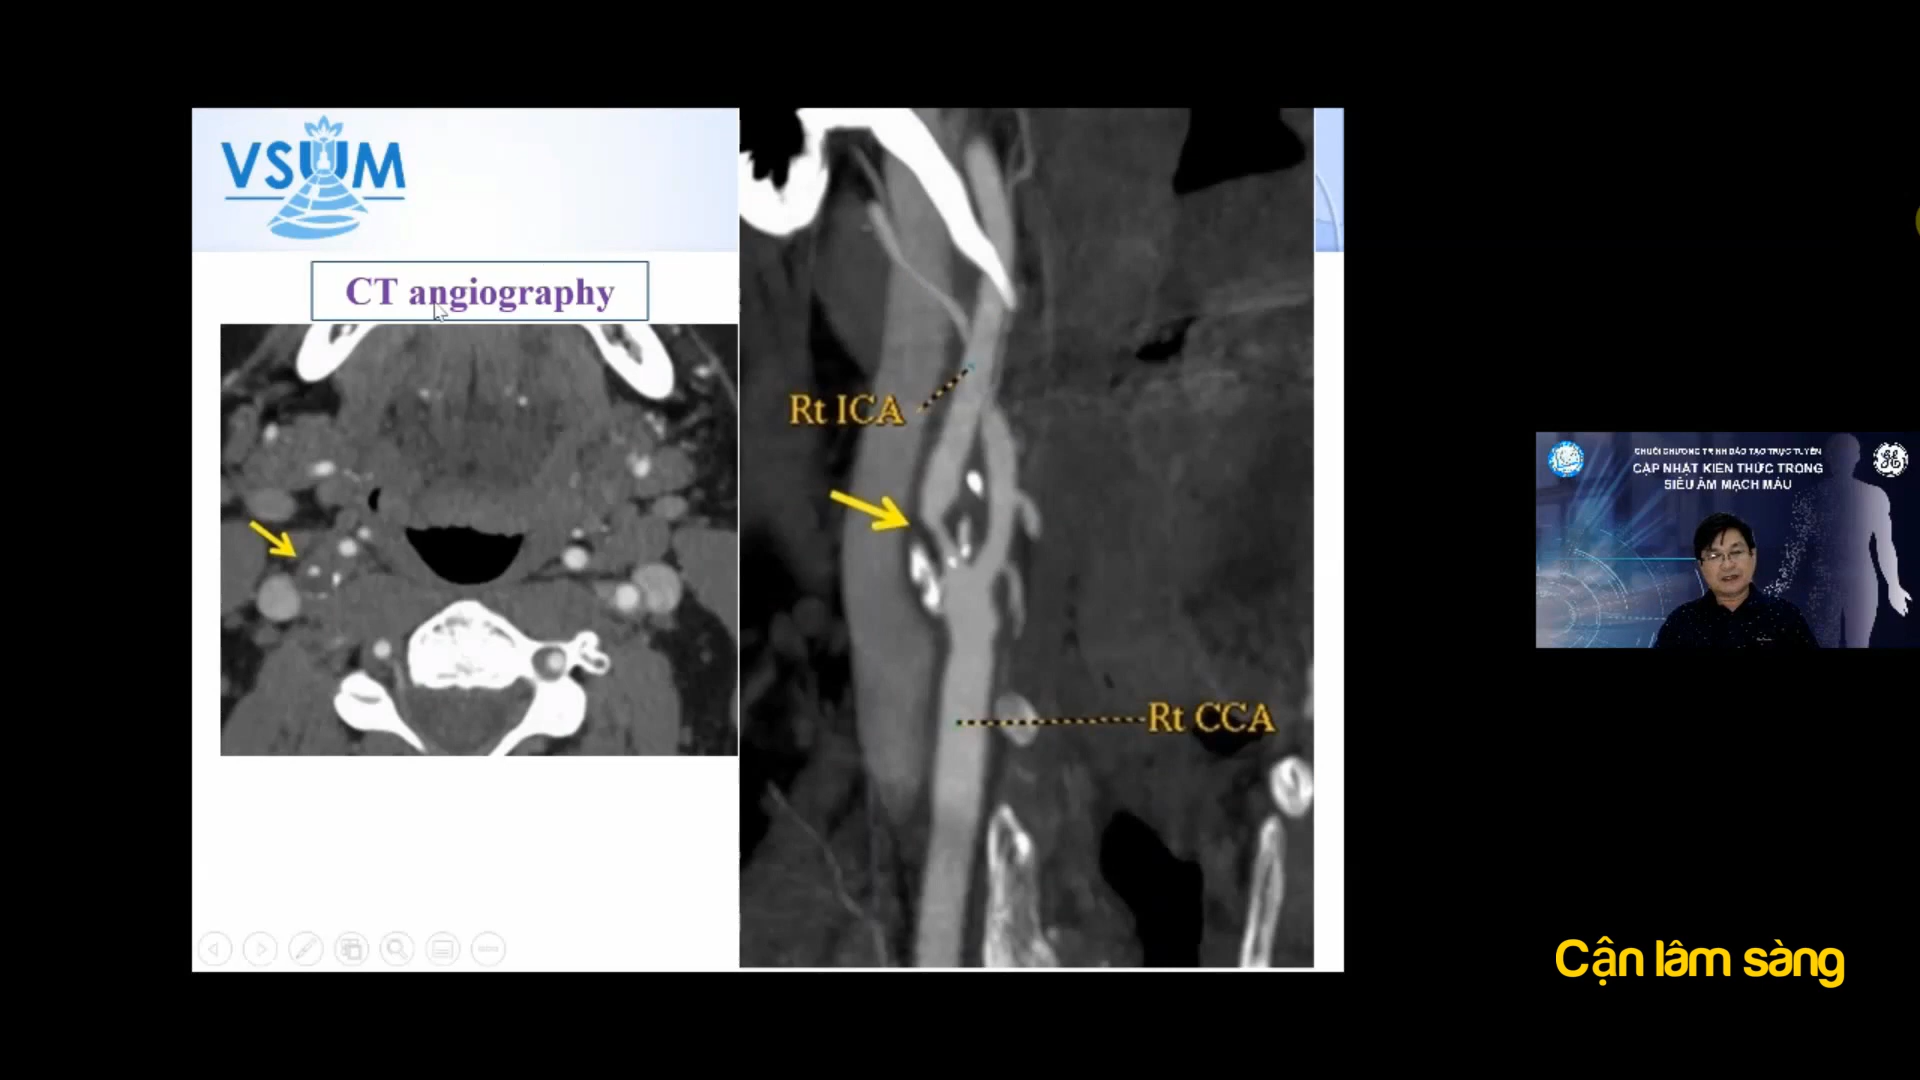 VSUM
CT angiography
Rt ICA
Rt CCA
CHUỖI CHƯƠNG TRÌNH ĐÀO TẠO TRỰC TUYẾN
CẬP NHẬT KIẾN THỨC TRONG
SIÊU ÂM MẠCH MÁU
Cận lâm sàng